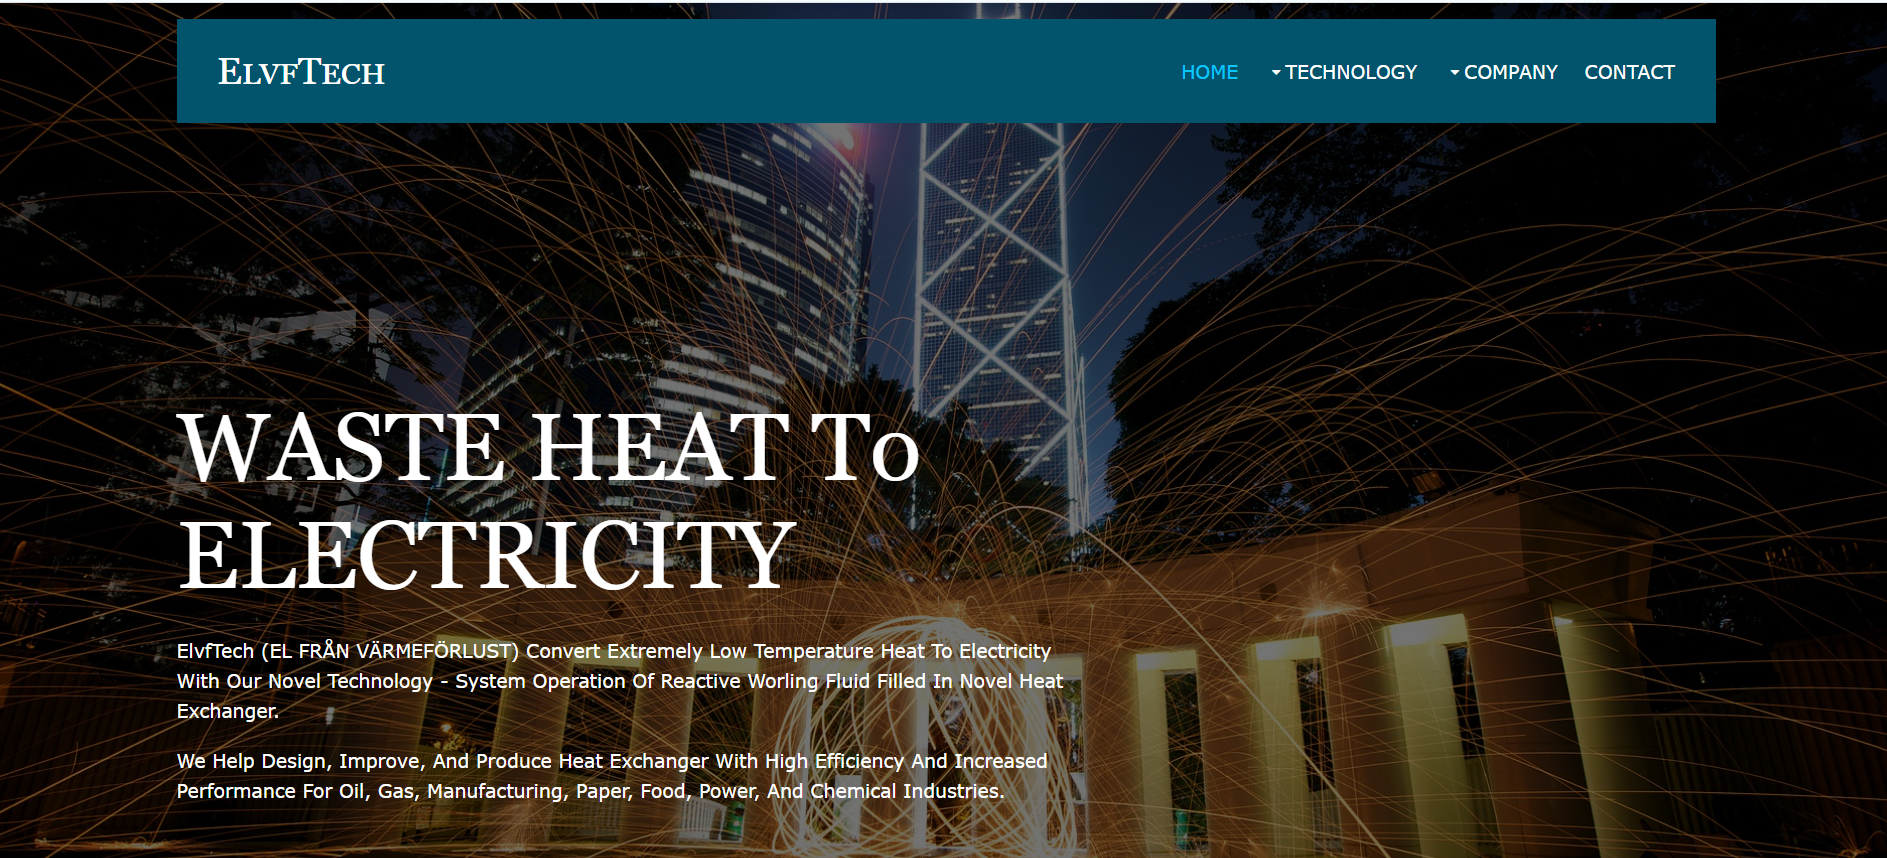 ElvfTech
HOME TECHNOLOGY COMPANY CONTACT
WASTE HEAT To
ELECTRICITY
ElvfTech (EL FRÅN VÄRMEFÖRLUST) Convert Extremely Low Temperature Heat To Electricity
With Our Novel Technology - System Operation Of Reactive Worling Fluid Filled In Novel Heat
Exchanger.
We Help Design, Improve, And Produce Heat Exchanger With High Efficiency And Increased
Performance For Oil, Gas, Manufacturing, Paper, Food, Power, And Chemical Industries.